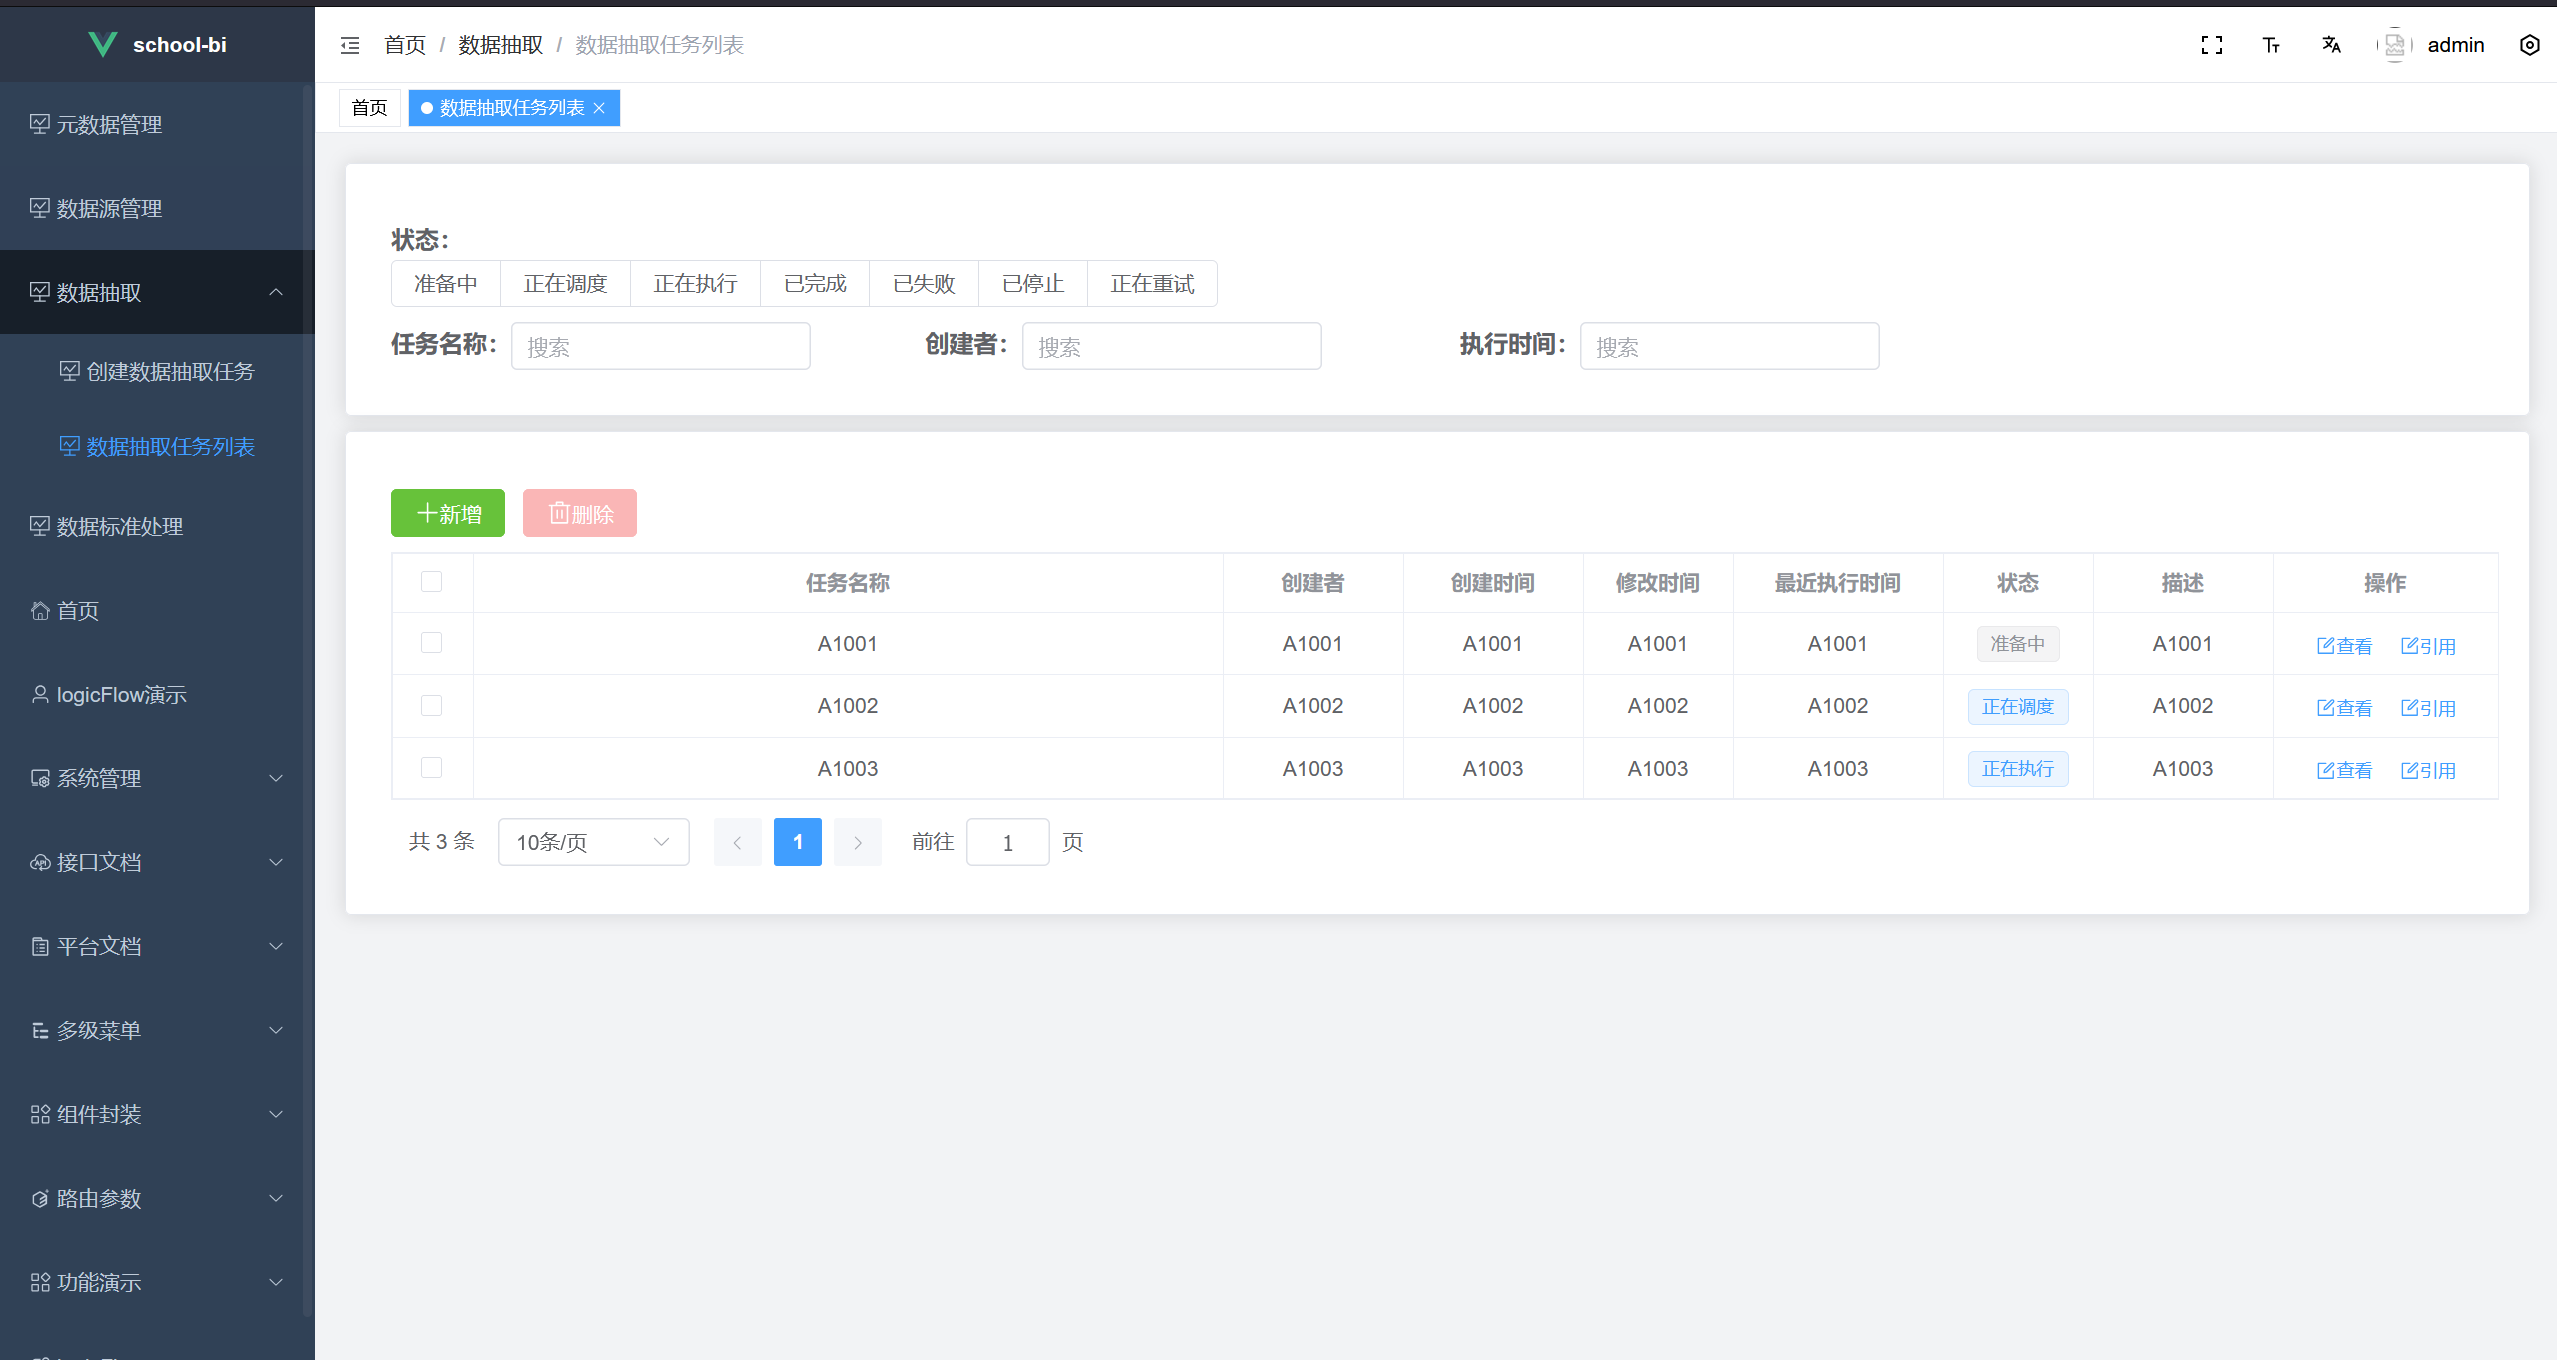 school-bi
元数据管理
数据源管理
数据抽取
创建数据抽取任务
数据抽取任务列表
数据标准处理
首页
logicFlow演示
系统管理
接口文档
平台文档
多级菜单
组件封装
路由参数
功能演示
首页 / 数据抽取 / 数据抽取任务列表
admin
首页 数据抽取任务列表
状态：
准备中 正在调度 正在执行 已完成 已失败 已停止 正在重试
任务名称： 搜索 创建者： 搜索 执行时间： 搜索
新增 删除
任务名称 创建者 创建时间 修改时间 最近执行时间 状态 描述 操作
A1001 A1001 A1001 A1001 A1001 准备中 A1001 查看 引用
A1002 A1002 A1002 A1002 A1002 正在调度 A1002 查看 引用
A1003 A1003 A1003 A1003 A1003 正在执行 A1003 查看 引用
共 3 条 10条/页 1 前往 1 页